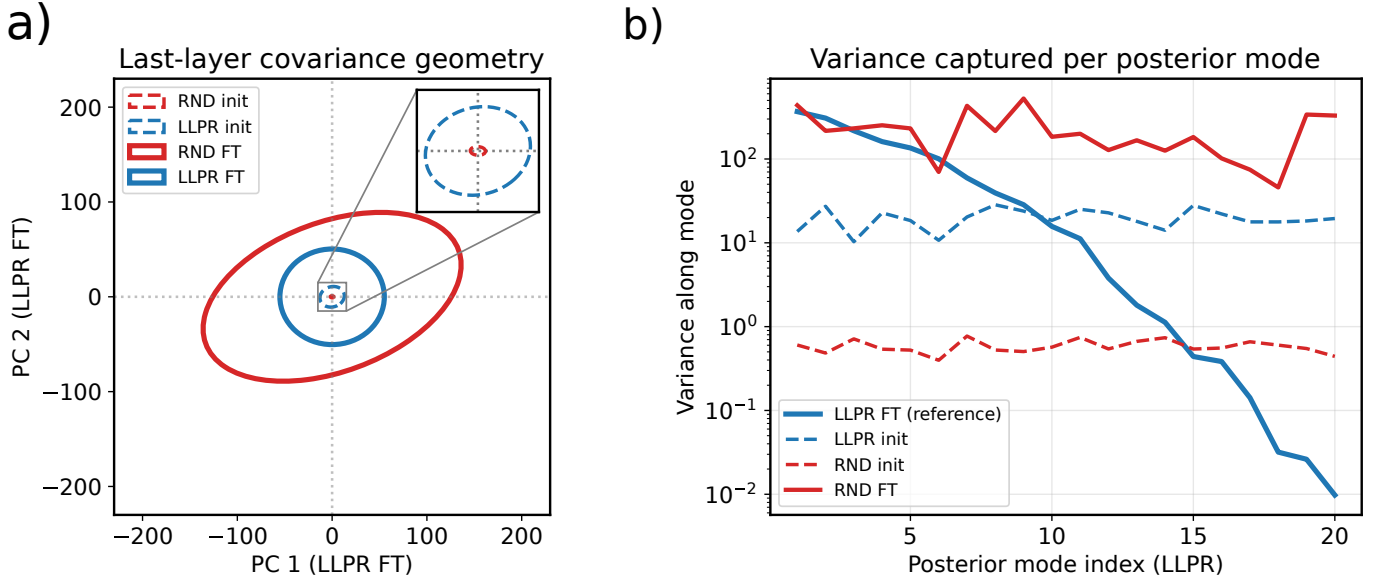 a)
Last-layer covariance geometry
RND init
LLPR init
RND FT
LLPR FT
PC 2 (LLPR FT)
200
100
0
−100
−200
−200
−100
0
100
200
PC 1 (LLPR FT)
b)
Variance captured per posterior mode
Variance along mode
10²
10¹
10⁰
10⁻¹
10⁻²
LLPR FT (reference)
LLPR init
RND init
RND FT
5
10
15
20
Posterior mode index (LLPR)